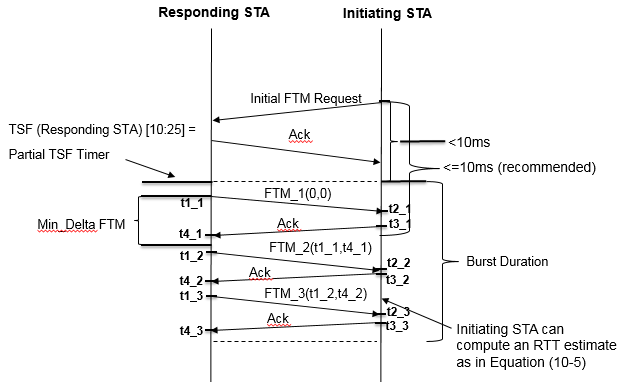 Responding STA
Initiating STA
Initial FTM Request
TSF (Responding STA) [10:25] =
Partial TSF Timer
Ack
<10ms
<=10ms (recommended)
FTM_1(0,0)
t1_1
t2_1
Min_Delta FTM
Ack
t3_1
t4_1
FTM_2(t1_1,t4_1)
t1_2
t2_2
Burst Duration
Ack
t3_2
t4_2
FTM_3(t1_2,t4_2)
t1_3
t2_3
Ack
t3_3
t4_3
Initiating STA can
compute an RTT estimate
as in Equation (10-5)